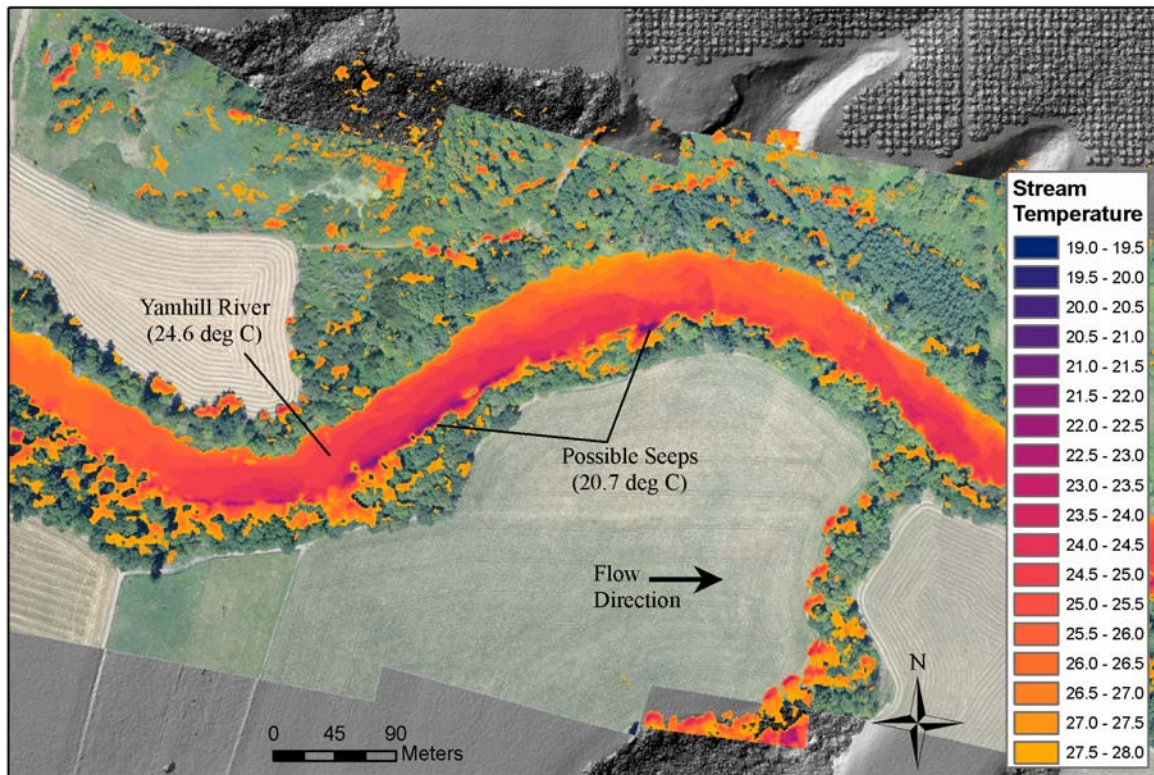 Yamhill River
(24.6 deg C)
Possible Seeps
(20.7 deg C)
Flow
Direction
0 45 90
Meters
N
Stream
Temperature
19.0 - 19.5
19.5 - 20.0
20.0 - 20.5
20.5 - 21.0
21.0 - 21.5
21.5 - 22.0
22.0 - 22.5
22.5 - 23.0
23.0 - 23.5
23.5 - 24.0
24.0 - 24.5
24.5 - 25.0
25.0 - 25.5
25.5 - 26.0
26.0 - 26.5
26.5 - 27.0
27.0 - 27.5
27.5 - 28.0